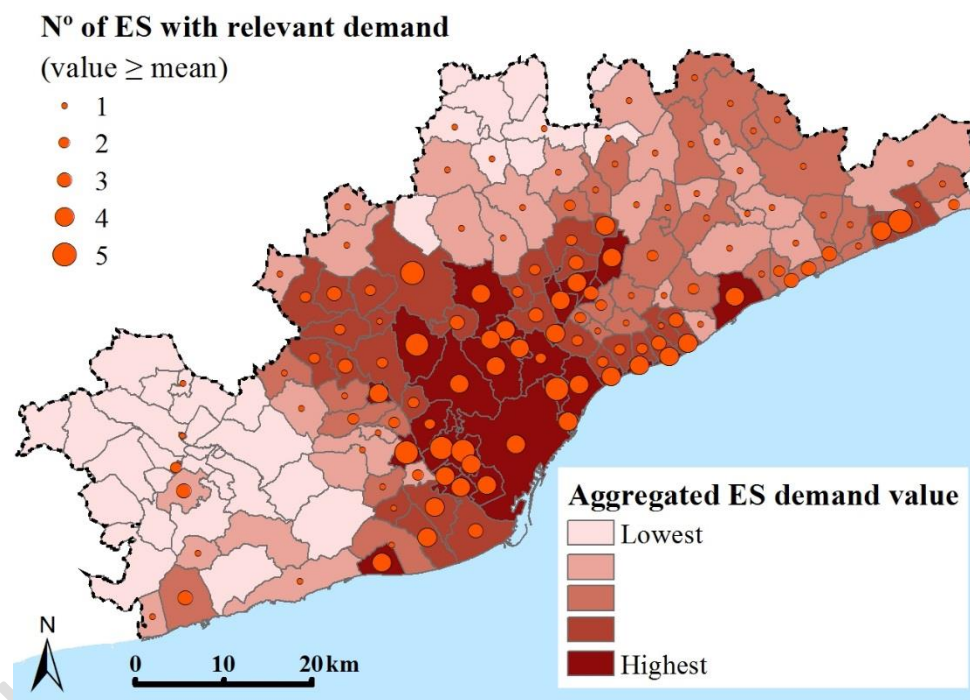 Nº of ES with relevant demand
(value ≥ mean)
1
2
3
4
5
Aggregated ES demand value
Lowest
Highest
N
0 10 20 km